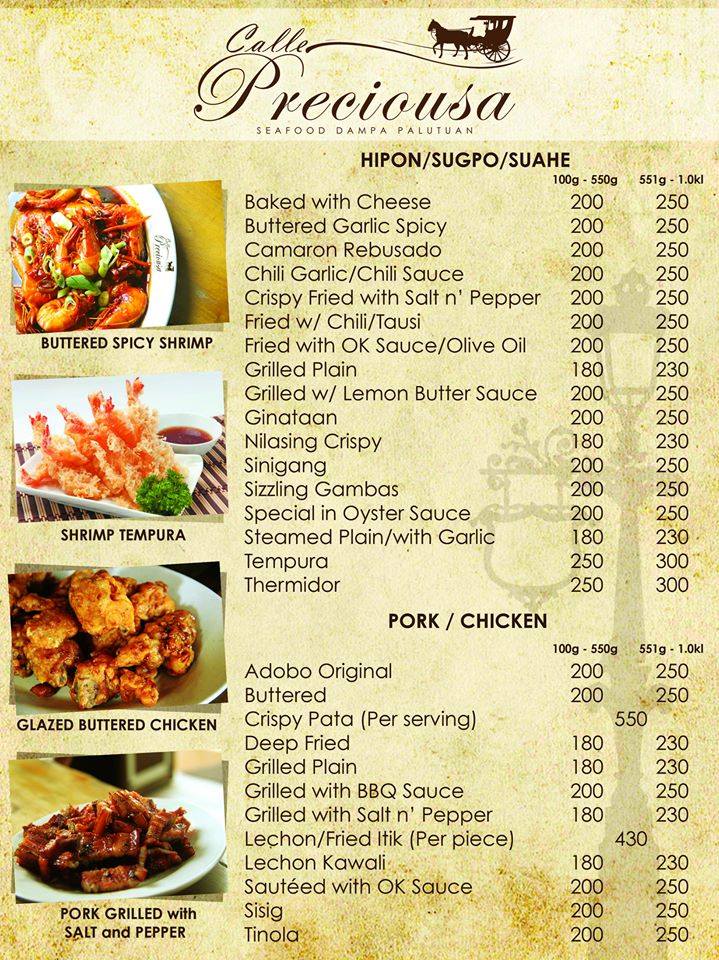 Calle
Preciousa
SEAFOOD DAMPA PALUTUAN
HIPON/SUGPO/SUAHE
100g - 550g 551g - 1.0kl
Baked with Cheese 200 250
Buttered Garlic Spicy 200 250
Camaron Rebusado 200 250
Chili Garlic/Chili Sauce 200 250
Crispy Fried with Salt n' Pepper 200 250
Fried w/ Chili/Tausi 200 250
Fried with OK Sauce/Olive Oil 200 250
Grilled Plain 180 230
Grilled w/ Lemon Butter Sauce 200 250
Ginataan 200 250
Nilasing Crispy 180 230
Sinigang 200 250
Sizzling Gambas 200 250
Special in Oyster Sauce 200 250
Steamed Plain/with Garlic 180 230
Tempura 250 300
Thermidor 250 300
PORK / CHICKEN
100g - 550g 551g - 1.0kl
Adobo Original 200 250
Buttered 200 250
Crispy Pata (Per serving) 550
Deep Fried 180 230
Grilled Plain 180 230
Grilled with BBQ Sauce 200 250
Grilled with Salt n' Pepper 180 230
Lechon/Fried Itik (Per piece) 430
Lechon Kawali 180 230
Sautéed with OK Sauce 200 250
Sisig 200 250
Tinola 200 250
Calle
Preciousa
BUTTERED SPICY SHRIMP
SHRIMP TEMPURA
GLAZED BUTTERED CHICKEN
PORK GRILLED with
SALT and PEPPER